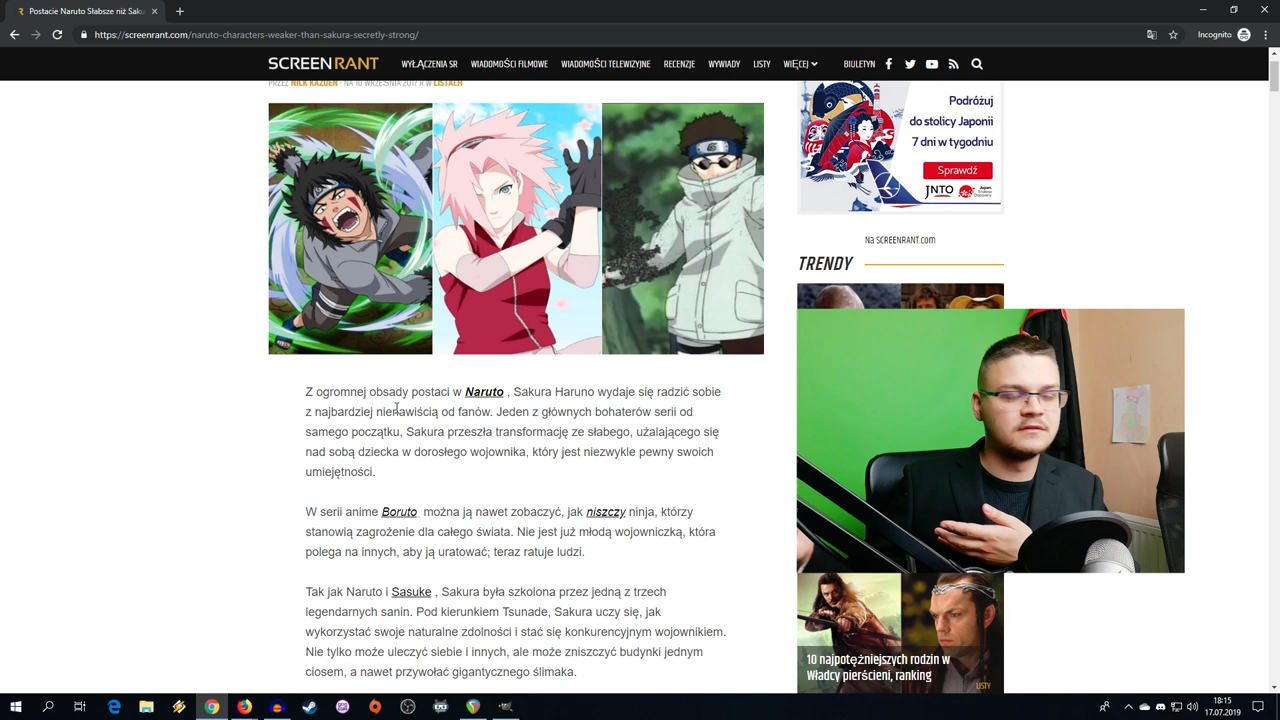 Postacie Naruto Słabsze niż Saku
https://screenrant.com/naruto-characters-weaker-than-sakura-secretly-strong/
Incognito
SCREENRANT
WYŁĄCZENIA SR
WIADOMOŚCI FILMOWE
WIADOMOŚCI TELEWIZYJNE
RECENZJE
WYWIADY
LISTY
WIĘCEJ
BIULETYN
PRZEZ NICK KAZDEN - NA 10 WRZEŚNIA 2017 R W LISTACH
Podróżuj
do stolicy Japonii
7 dni w tygodniu
Sprawdź
JNTO
Na SCREENRANT.com
TRENDY
Z ogromnej obsady postaci w Naruto , Sakura Haruno wydaje się radzić sobie
z najbardziej nienawiścią od fanów. Jeden z głównych bohaterów serii od
samego początku, Sakura przeszła transformację ze słabego, użalającego się
nad sobą dziecka w dorosłego wojownika, który jest niezwykle pewny swoich
umiejętności.
W serii anime Boruto można ją nawet zobaczyć, jak niszczy ninja, którzy
stanowią zagrożenie dla całego świata. Nie jest już młodą wojowniczką, która
polega na innych, aby ją uratować; teraz ratuje ludzi.
Tak jak Naruto i Sasuke , Sakura była szkolona przez jedną z trzech
legendarnych sanin. Pod kierunkiem Tsunade, Sakura uczy się, jak
wykorzystać swoje naturalne zdolności i stać się konkurencyjnym wojownikiem.
Nie tylko może uleczyć siebie i innych, ale może zniszczyć budynki jednym
ciosem, a nawet przywołać gigantycznego ślimaka.
10 najpotężniejszych rodzin w
Władcy pierścieni, ranking
LISTY
18:15
17.07.2019